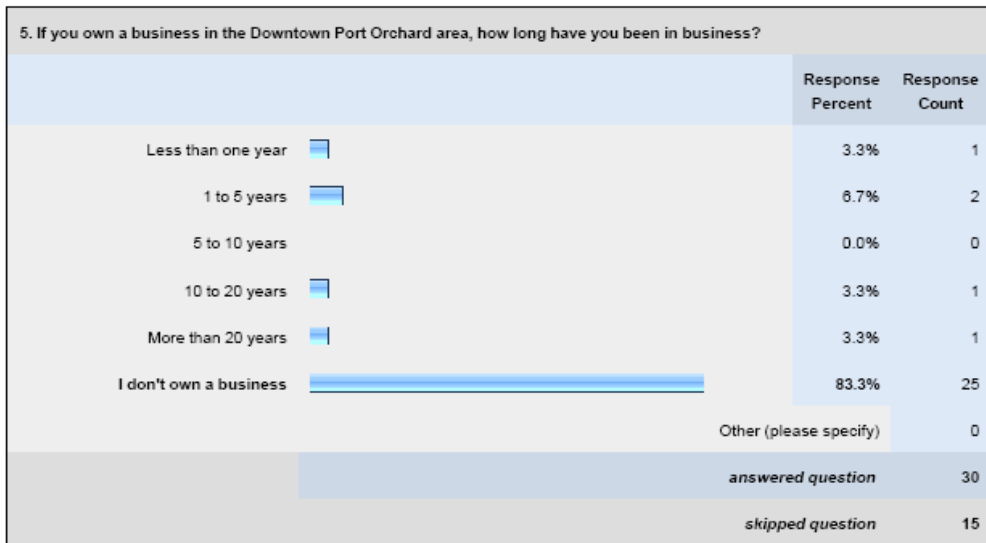 5. If you own a business in the Downtown Port Orchard area, how long have you been in business?
Response Percent Response Count
Less than one year 3.3% 1
1 to 5 years 6.7% 2
5 to 10 years 0.0% 0
10 to 20 years 3.3% 1
More than 20 years 3.3% 1
I don't own a business 83.3% 25
Other (please specify) 0
answered question 30
skipped question 15